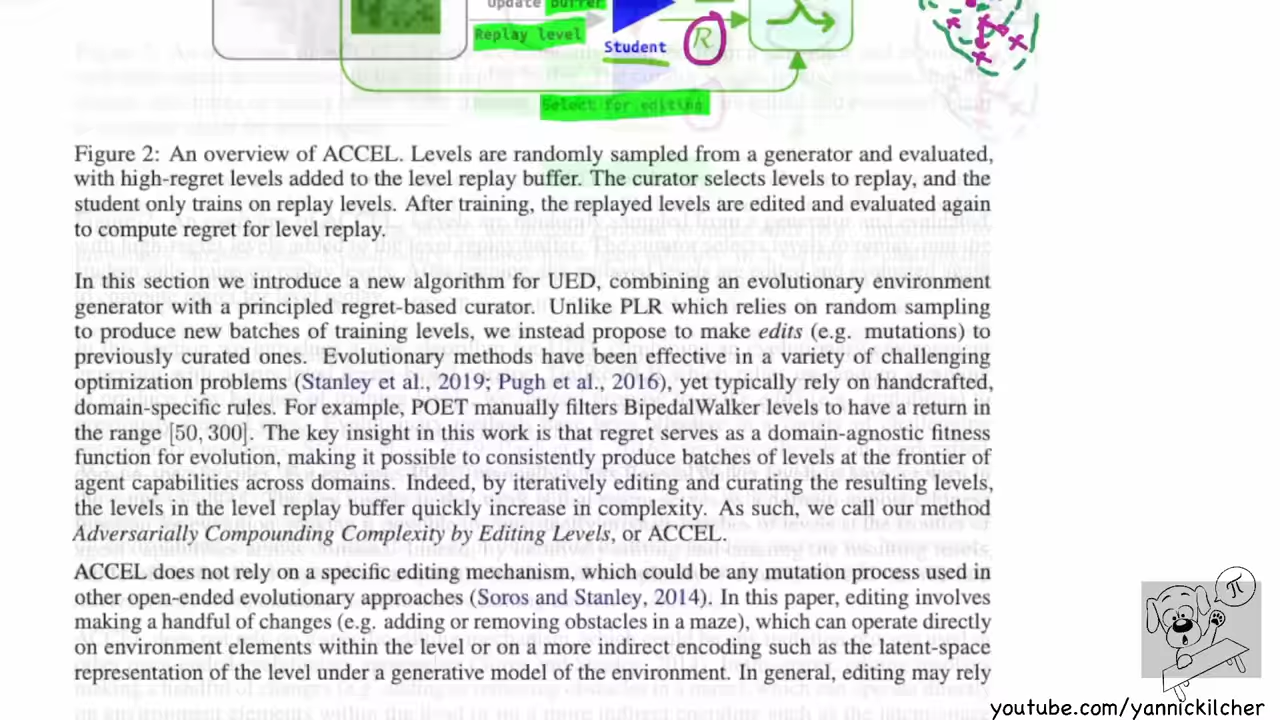 Update buffer
Replay level
Student
R
Select for editing
Figure 2: An overview of ACCEL. Levels are randomly sampled from a generator and evaluated,
with high-regret levels added to the level replay buffer. The curator selects levels to replay, and the
student only trains on replay levels. After training, the replayed levels are edited and evaluated again
to compute regret for level replay.
In this section we introduce a new algorithm for UED, combining an evolutionary environment
generator with a principled regret-based curator. Unlike PLR which relies on random sampling
to produce new batches of training levels, we instead propose to make edits (e.g. mutations) to
previously curated ones. Evolutionary methods have been effective in a variety of challenging
optimization problems (Stanley et al., 2019; Pugh et al., 2016), yet typically rely on handcrafted,
domain-specific rules. For example, POET manually filters BipedalWalker levels to have a return in
the range [50, 300]. The key insight in this work is that regret serves as a domain-agnostic fitness
function for evolution, making it possible to consistently produce batches of levels at the frontier of
agent capabilities across domains. Indeed, by iteratively editing and curating the resulting levels,
the levels in the level replay buffer quickly increase in complexity. As such, we call our method
Adversarially Compounding Complexity by Editing Levels, or ACCEL.
ACCEL does not rely on a specific editing mechanism, which could be any mutation process used in
other open-ended evolutionary approaches (Soros and Stanley, 2014). In this paper, editing involves
making a handful of changes (e.g. adding or removing obstacles in a maze), which can operate directly
on environment elements within the level or on a more indirect encoding such as the latent-space
representation of the level under a generative model of the environment. In general, editing may rely
π
youtube.com/yannickilcher